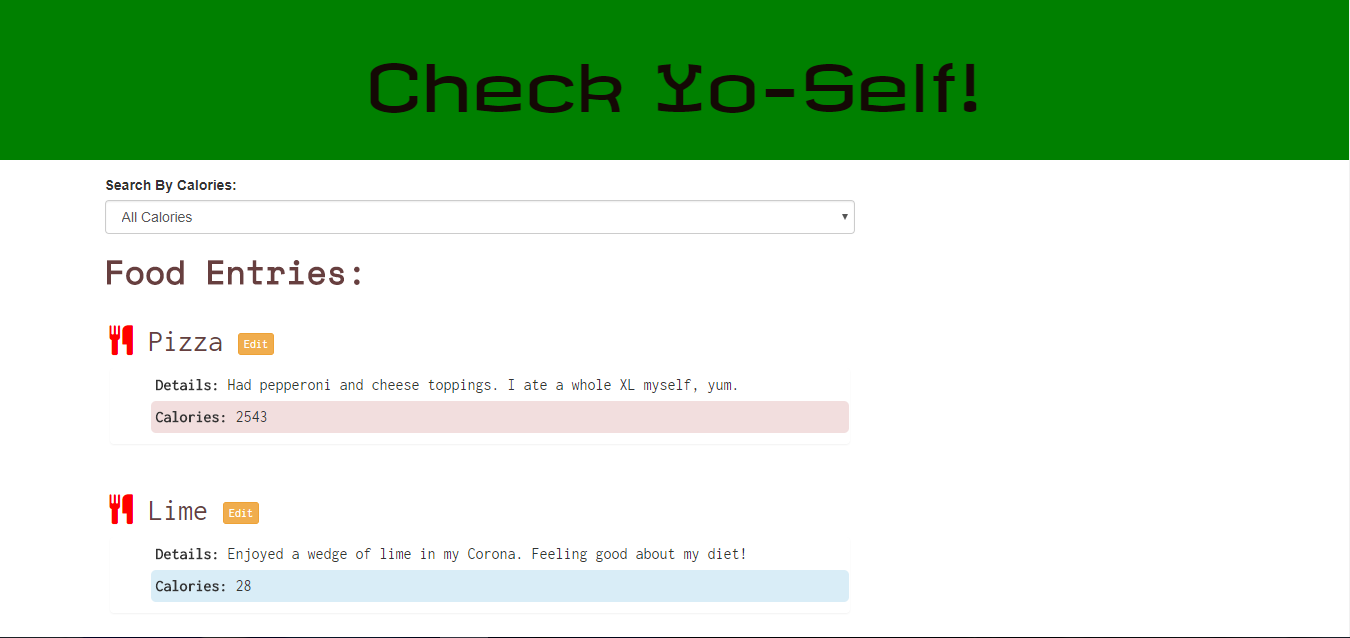 Check Yo-Self!
Search By Calories:
All Calories
Food Entries:
Pizza Edit
Details: Had pepperoni and cheese toppings. I ate a whole XL myself, yum.
Calories: 2543
Lime Edit
Details: Enjoyed a wedge of lime in my Corona. Feeling good about my diet!
Calories: 28